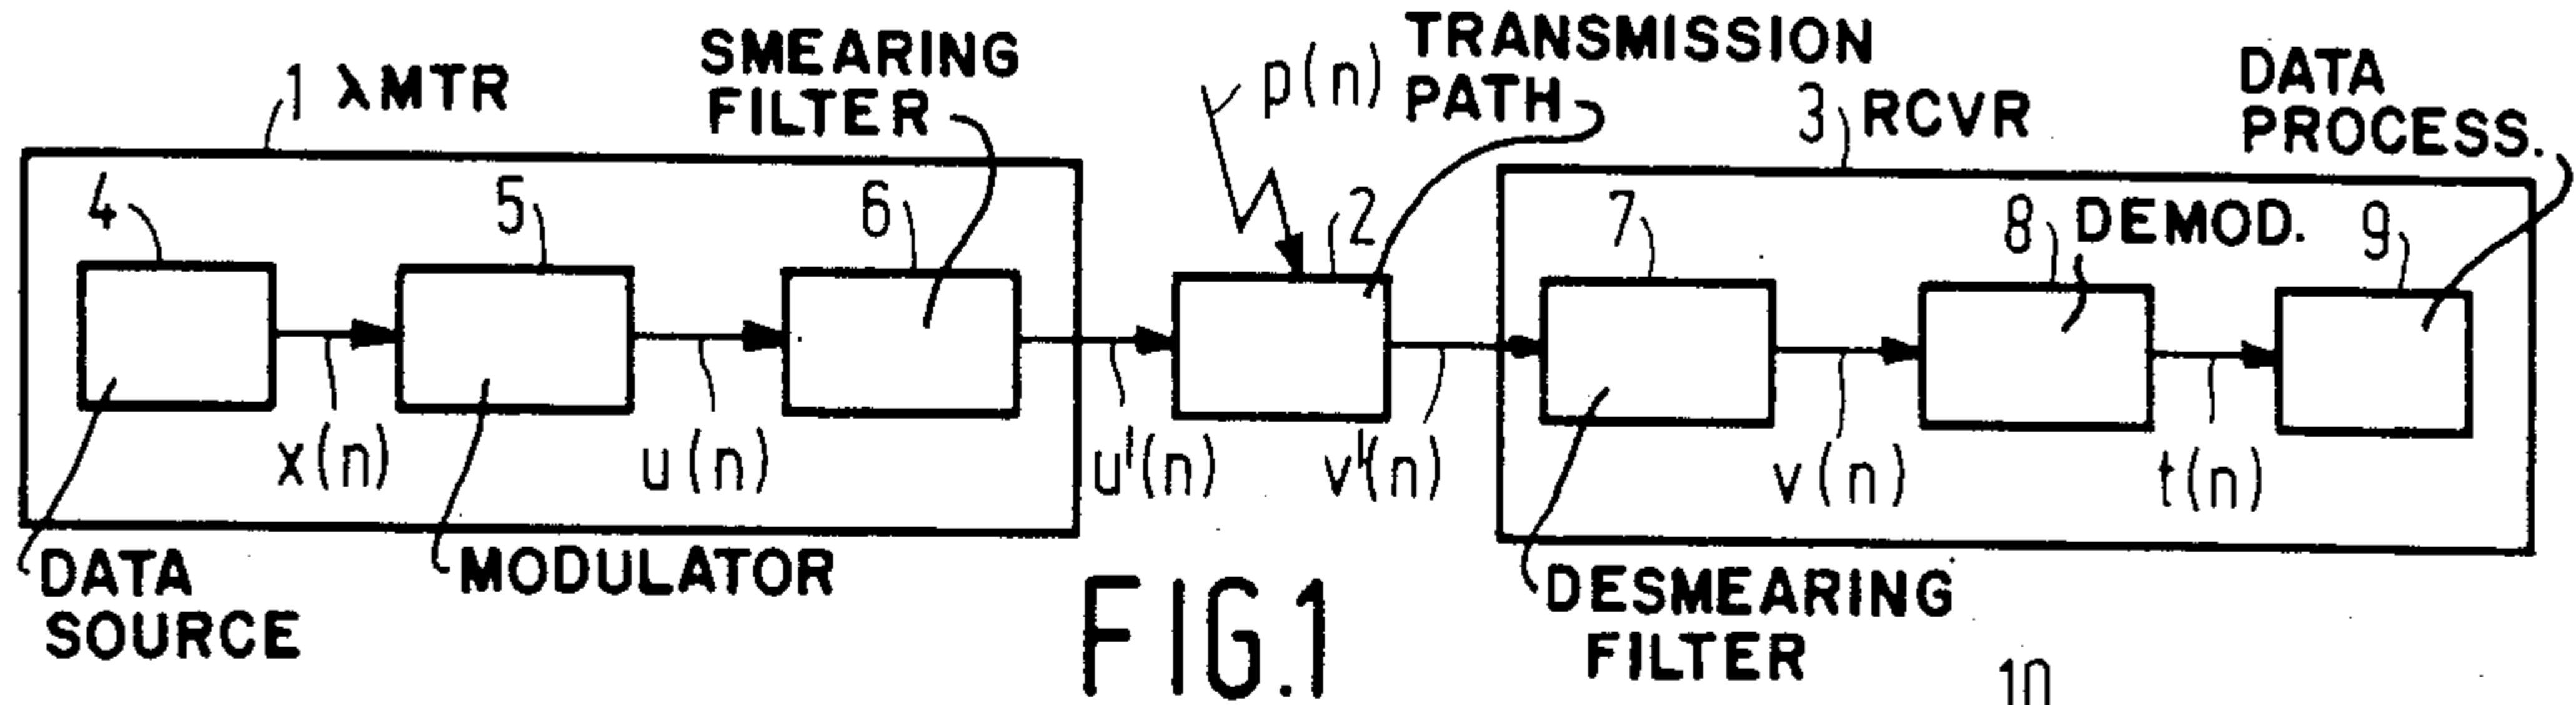 1 λMTR
SMEARING
FILTER
p(n)
TRANSMISSION
PATH
3 RCVR
DATA
PROCESS.
4
5
6
2
7
8 DEMOD.
9
x(n)
u(n)
u'(n)
v'(n)
v(n)
t(n)
DATA
SOURCE
MODULATOR
DESMEARING
FILTER
FIG.1
10